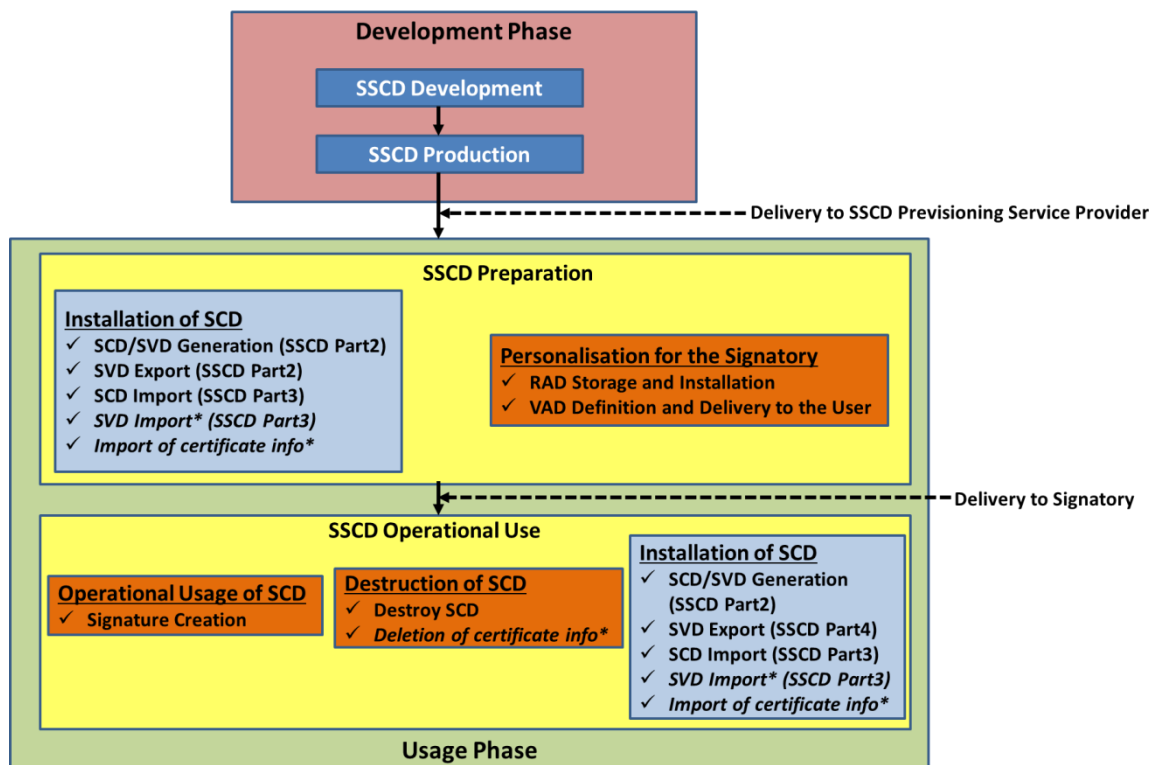 Development Phase
SSCD Development
SSCD Production
Delivery to SSCD Previsioning Service Provider
SSCD Preparation
Installation of SCD
✓ SCD/SVD Generation (SSCD Part2)
✓ SVD Export (SSCD Part2)
✓ SCD Import (SSCD Part3)
✓ SVD Import* (SSCD Part3)
✓ Import of certificate info*
Personalisation for the Signatory
✓ RAD Storage and Installation
✓ VAD Definition and Delivery to the User
Delivery to Signatory
SSCD Operational Use
Operational Usage of SCD
✓ Signature Creation
Destruction of SCD
✓ Destroy SCD
✓ Deletion of certificate info*
Installation of SCD
✓ SCD/SVD Generation
(SSCD Part2)
✓ SVD Export (SSCD Part4)
✓ SCD Import (SSCD Part3)
✓ SVD Import* (SSCD Part3)
✓ Import of certificate info*
Usage Phase